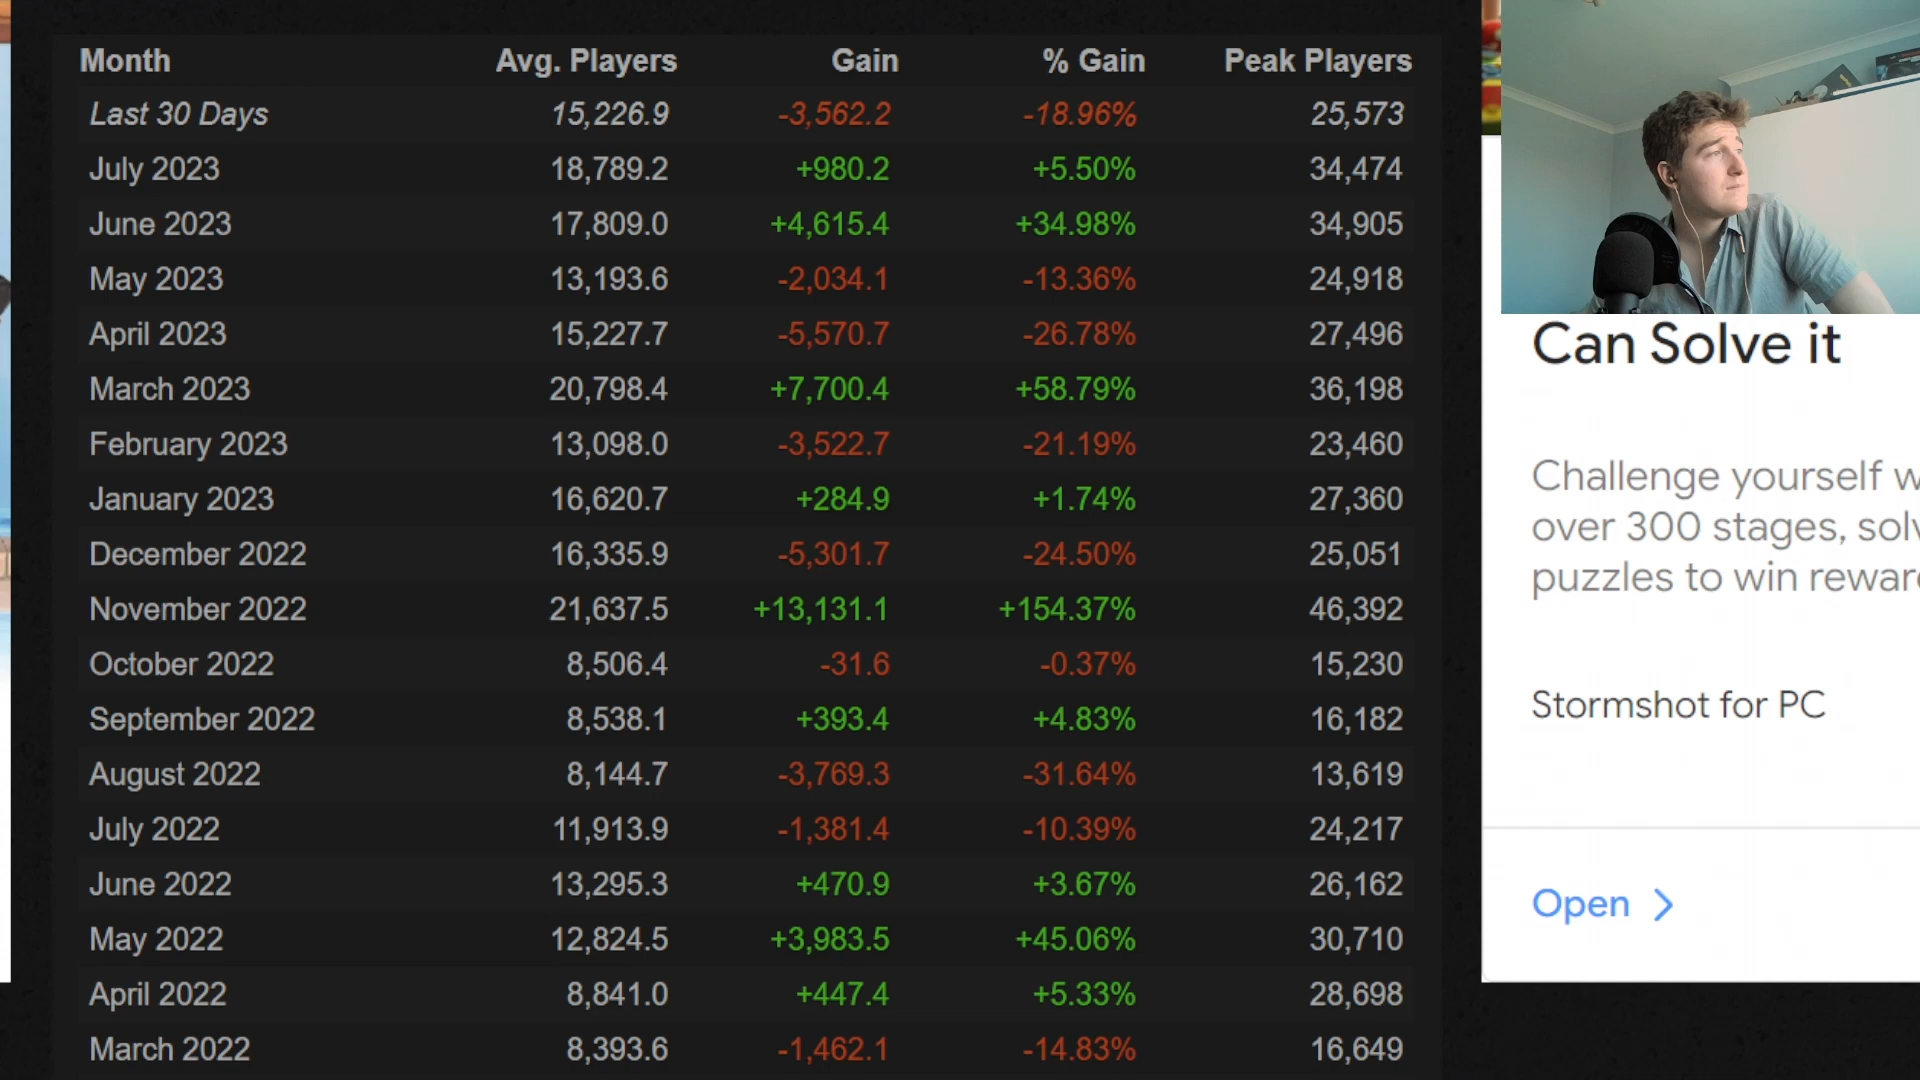 Month Avg. Players Gain % Gain Peak Players
Last 30 Days 15,226.9 -3,562.2 -18.96% 25,573
July 2023 18,789.2 +980.2 +5.50% 34,474
June 2023 17,809.0 +4,615.4 +34.98% 34,905
May 2023 13,193.6 -2,034.1 -13.36% 24,918
April 2023 15,227.7 -5,570.7 -26.78% 27,496
March 2023 20,798.4 +7,700.4 +58.79% 36,198
February 2023 13,098.0 -3,522.7 -21.19% 23,460
January 2023 16,620.7 +284.9 +1.74% 27,360
December 2022 16,335.9 -5,301.7 -24.50% 25,051
November 2022 21,637.5 +13,131.1 +154.37% 46,392
October 2022 8,506.4 -31.6 -0.37% 15,230
September 2022 8,538.1 +393.4 +4.83% 16,182
August 2022 8,144.7 -3,769.3 -31.64% 13,619
July 2022 11,913.9 -1,381.4 -10.39% 24,217
June 2022 13,295.3 +470.9 +3.67% 26,162
May 2022 12,824.5 +3,983.5 +45.06% 30,710
April 2022 8,841.0 +447.4 +5.33% 28,698
March 2022 8,393.6 -1,462.1 -14.83% 16,649
Can Solve it
Challenge yourself
over 300 stages,
puzzles to win
Stormshot for PC
Open